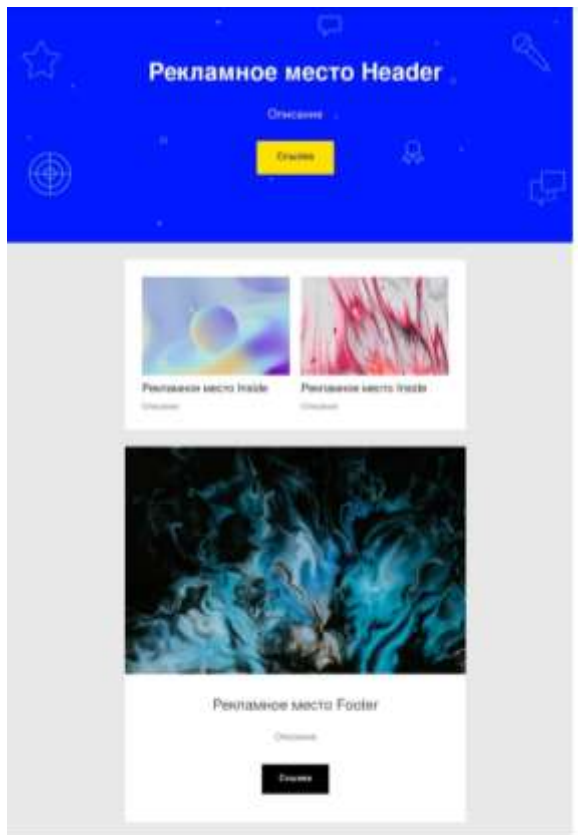 Рекламное место Header
Описание
Ссылка
Рекламное место Inside
Рекламное место Inside
Описание
Описание
Рекламное место Footer
Описание
Ссылка